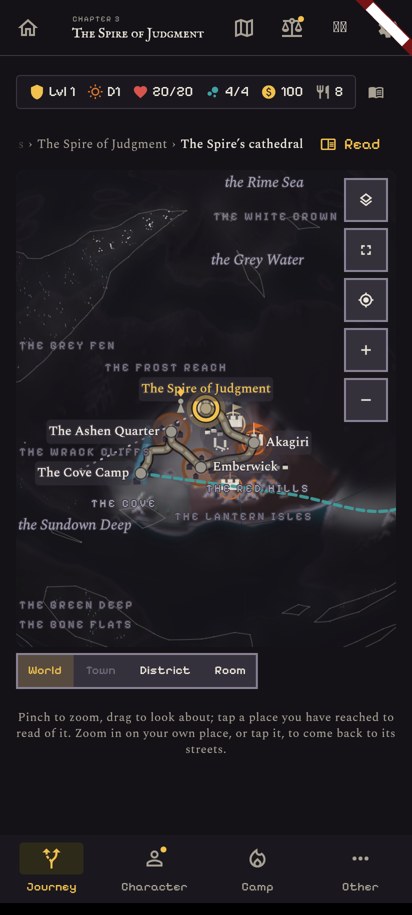 CHAPTER 3
The Spire of Judgment
Lvl 1
D1
20/20
4/4
100
8
s › The Spire of Judgment › The Spire's cathedral
Read
the Rime Sea
THE WHITE CROWN
the Grey Water
THE GREY FEN
THE FROST REACH
The Spire of Judgment
The Ashen Quarter
Akagiri
THE WRACK CLIFFS
The Cove Camp
Emberwick
THE RED HILLS
THE COVE
THE LANTERN ISLES
the Sundown Deep
THE GREEN DEEP
THE BONE FLATS
World
Town
District
Room
Pinch to zoom, drag to look about; tap a place you have reached to
read of it. Zoom in on your own place, or tap it, to come back to its
streets.
Journey
Character
Camp
Other